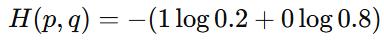 H(p, q) = −(1 log 0.2 + 0 log 0.8)